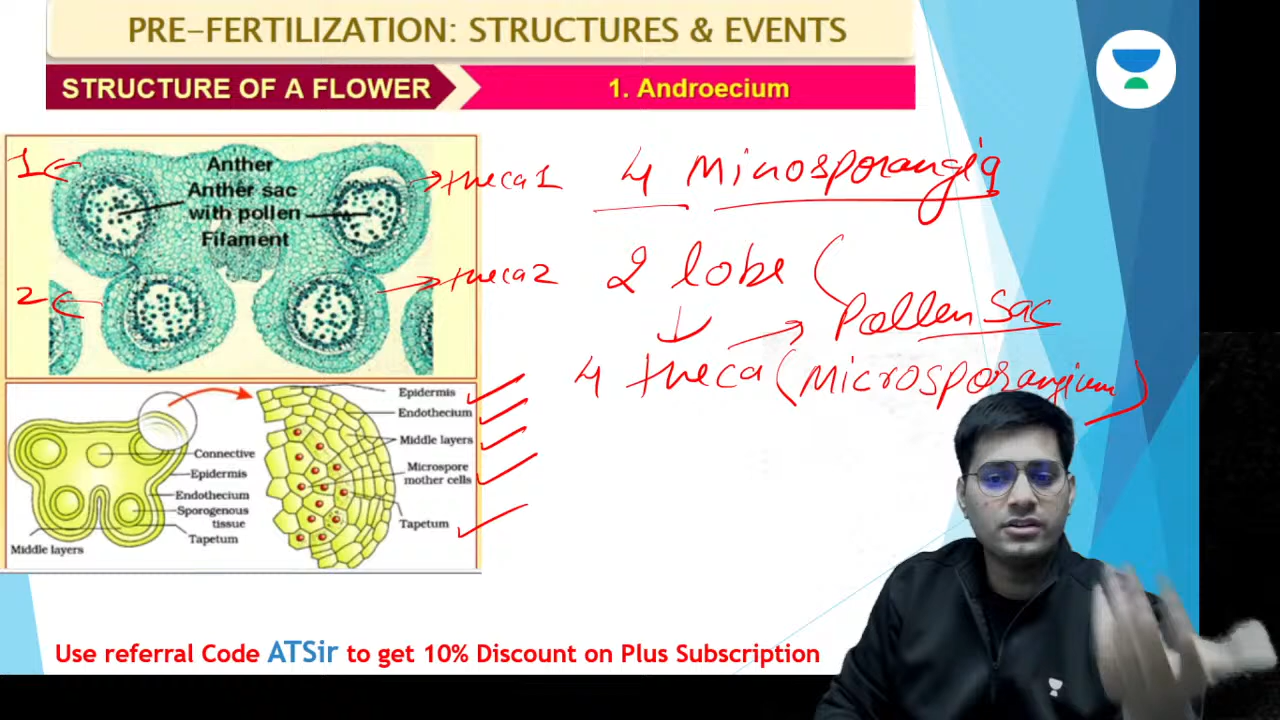 PRE-FERTILIZATION: STRUCTURES & EVENTS
STRUCTURE OF A FLOWER
1. Androecium
1
Anther
Anther sac
with pollen
Filament
theca 1
2
theca 2
4 Minosporangia
2 lobe (
Pollen sac
4 theca (Microsporangium)
Connective
Epidermis
Endothecium
Sporogenous
tissue
Tapetum
Middle layers
Epidermis
Endothecium
Middle layers
Microspore
mother cells
Tapetum
Use referral Code ATSir to get 10% Discount on Plus Subscription